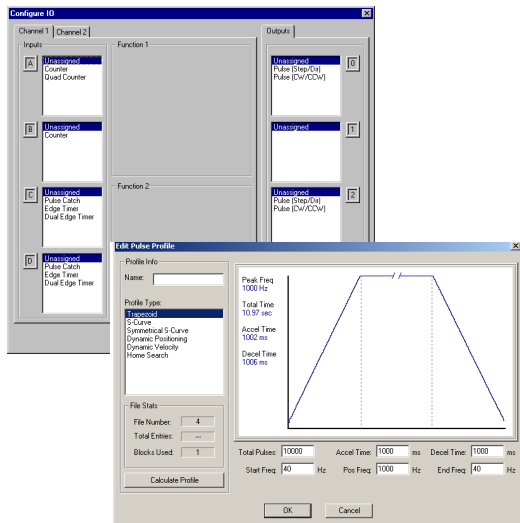 Configure IO
Channel 1 Channel 2
Outputs
Inputs
Function 1
A
Unassigned
Counter
Quad Counter
Unassigned
Pulse (Step/Dir)
Pulse (CW/CCW)
0
B
Unassigned
Counter
Unassigned
1
Function 2
C
Unassigned
Pulse Catch
Edge Timer
Dual Edge Timer
Unassigned
Pulse (Step/Dir)
Pulse (CW/CCW)
2
D
Unassigned
Pulse Catch
Edge Timer
Dual Edge Timer
Edit Pulse Profile
Profile Info
Name:
Profile Type:
Trapezoid
S-Curve
Symmetrical S-Curve
Dynamic Positioning
Dynamic Velocity
Home Search
File Stats
File Number: 4
Total Entries: ...
Blocks Used: 1
Calculate Profile
Peak Freq
1000 Hz
Total Time
10.97 sec
Accel Time
1002 ms
Decel Time
1006 ms
Total Pulses: 10000 Accel Time: 1000 ms Decel Time: 1000 ms
Start Freq: 40 Hz Pos Freq: 1000 Hz End Freq: 40 Hz
OK Cancel